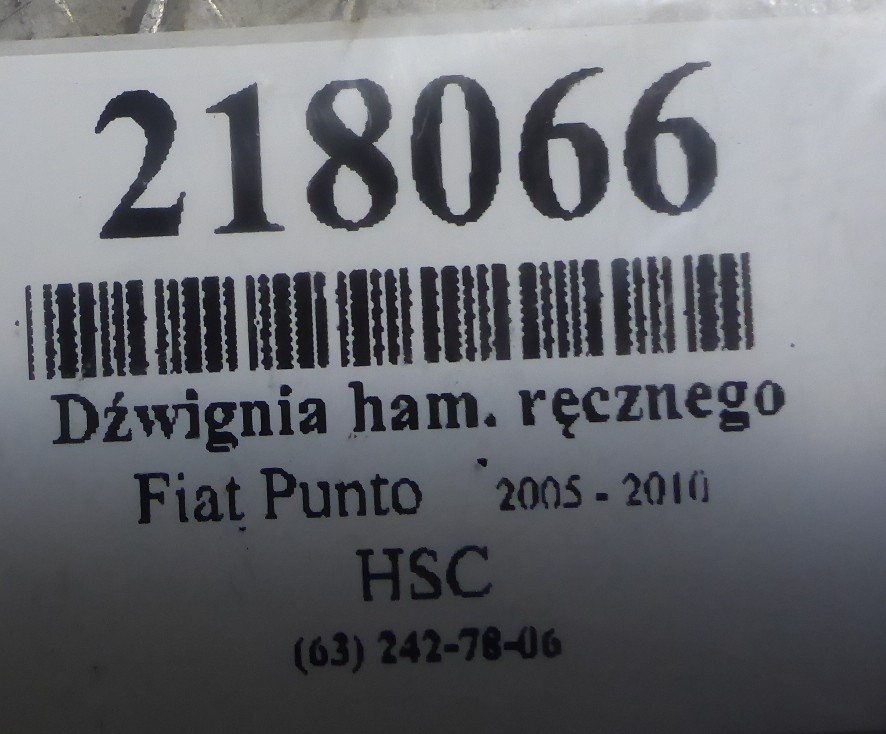 218066
Dźwignia ham. ręcznego
Fiat Punto 2005 - 2010
HSC
(63) 242-78-06